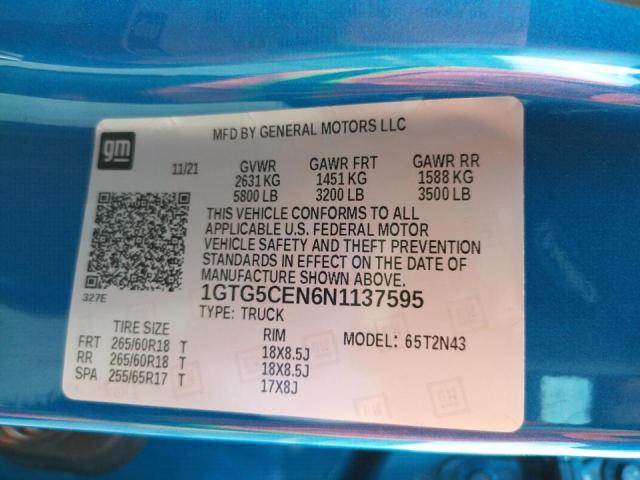 MFD BY GENERAL MOTORS LLC
gm
11/21 GVWR GAWR FRT GAWR RR
2631 KG 1451 KG 1588 KG
5800 LB 3200 LB 3500 LB
THIS VEHICLE CONFORMS TO ALL
APPLICABLE U.S. FEDERAL MOTOR
VEHICLE SAFETY AND THEFT PREVENTION
STANDARDS IN EFFECT ON THE DATE OF
MANUFACTURE SHOWN ABOVE.
327E
1GTG5CEN6N1137595
TYPE: TRUCK
TIRE SIZE RIM MODEL: 65T2N43
FRT 265/60R18 T 18X8.5J
RR 265/60R18 T 18X8.5J
SPA 255/65R17 T 17X8J